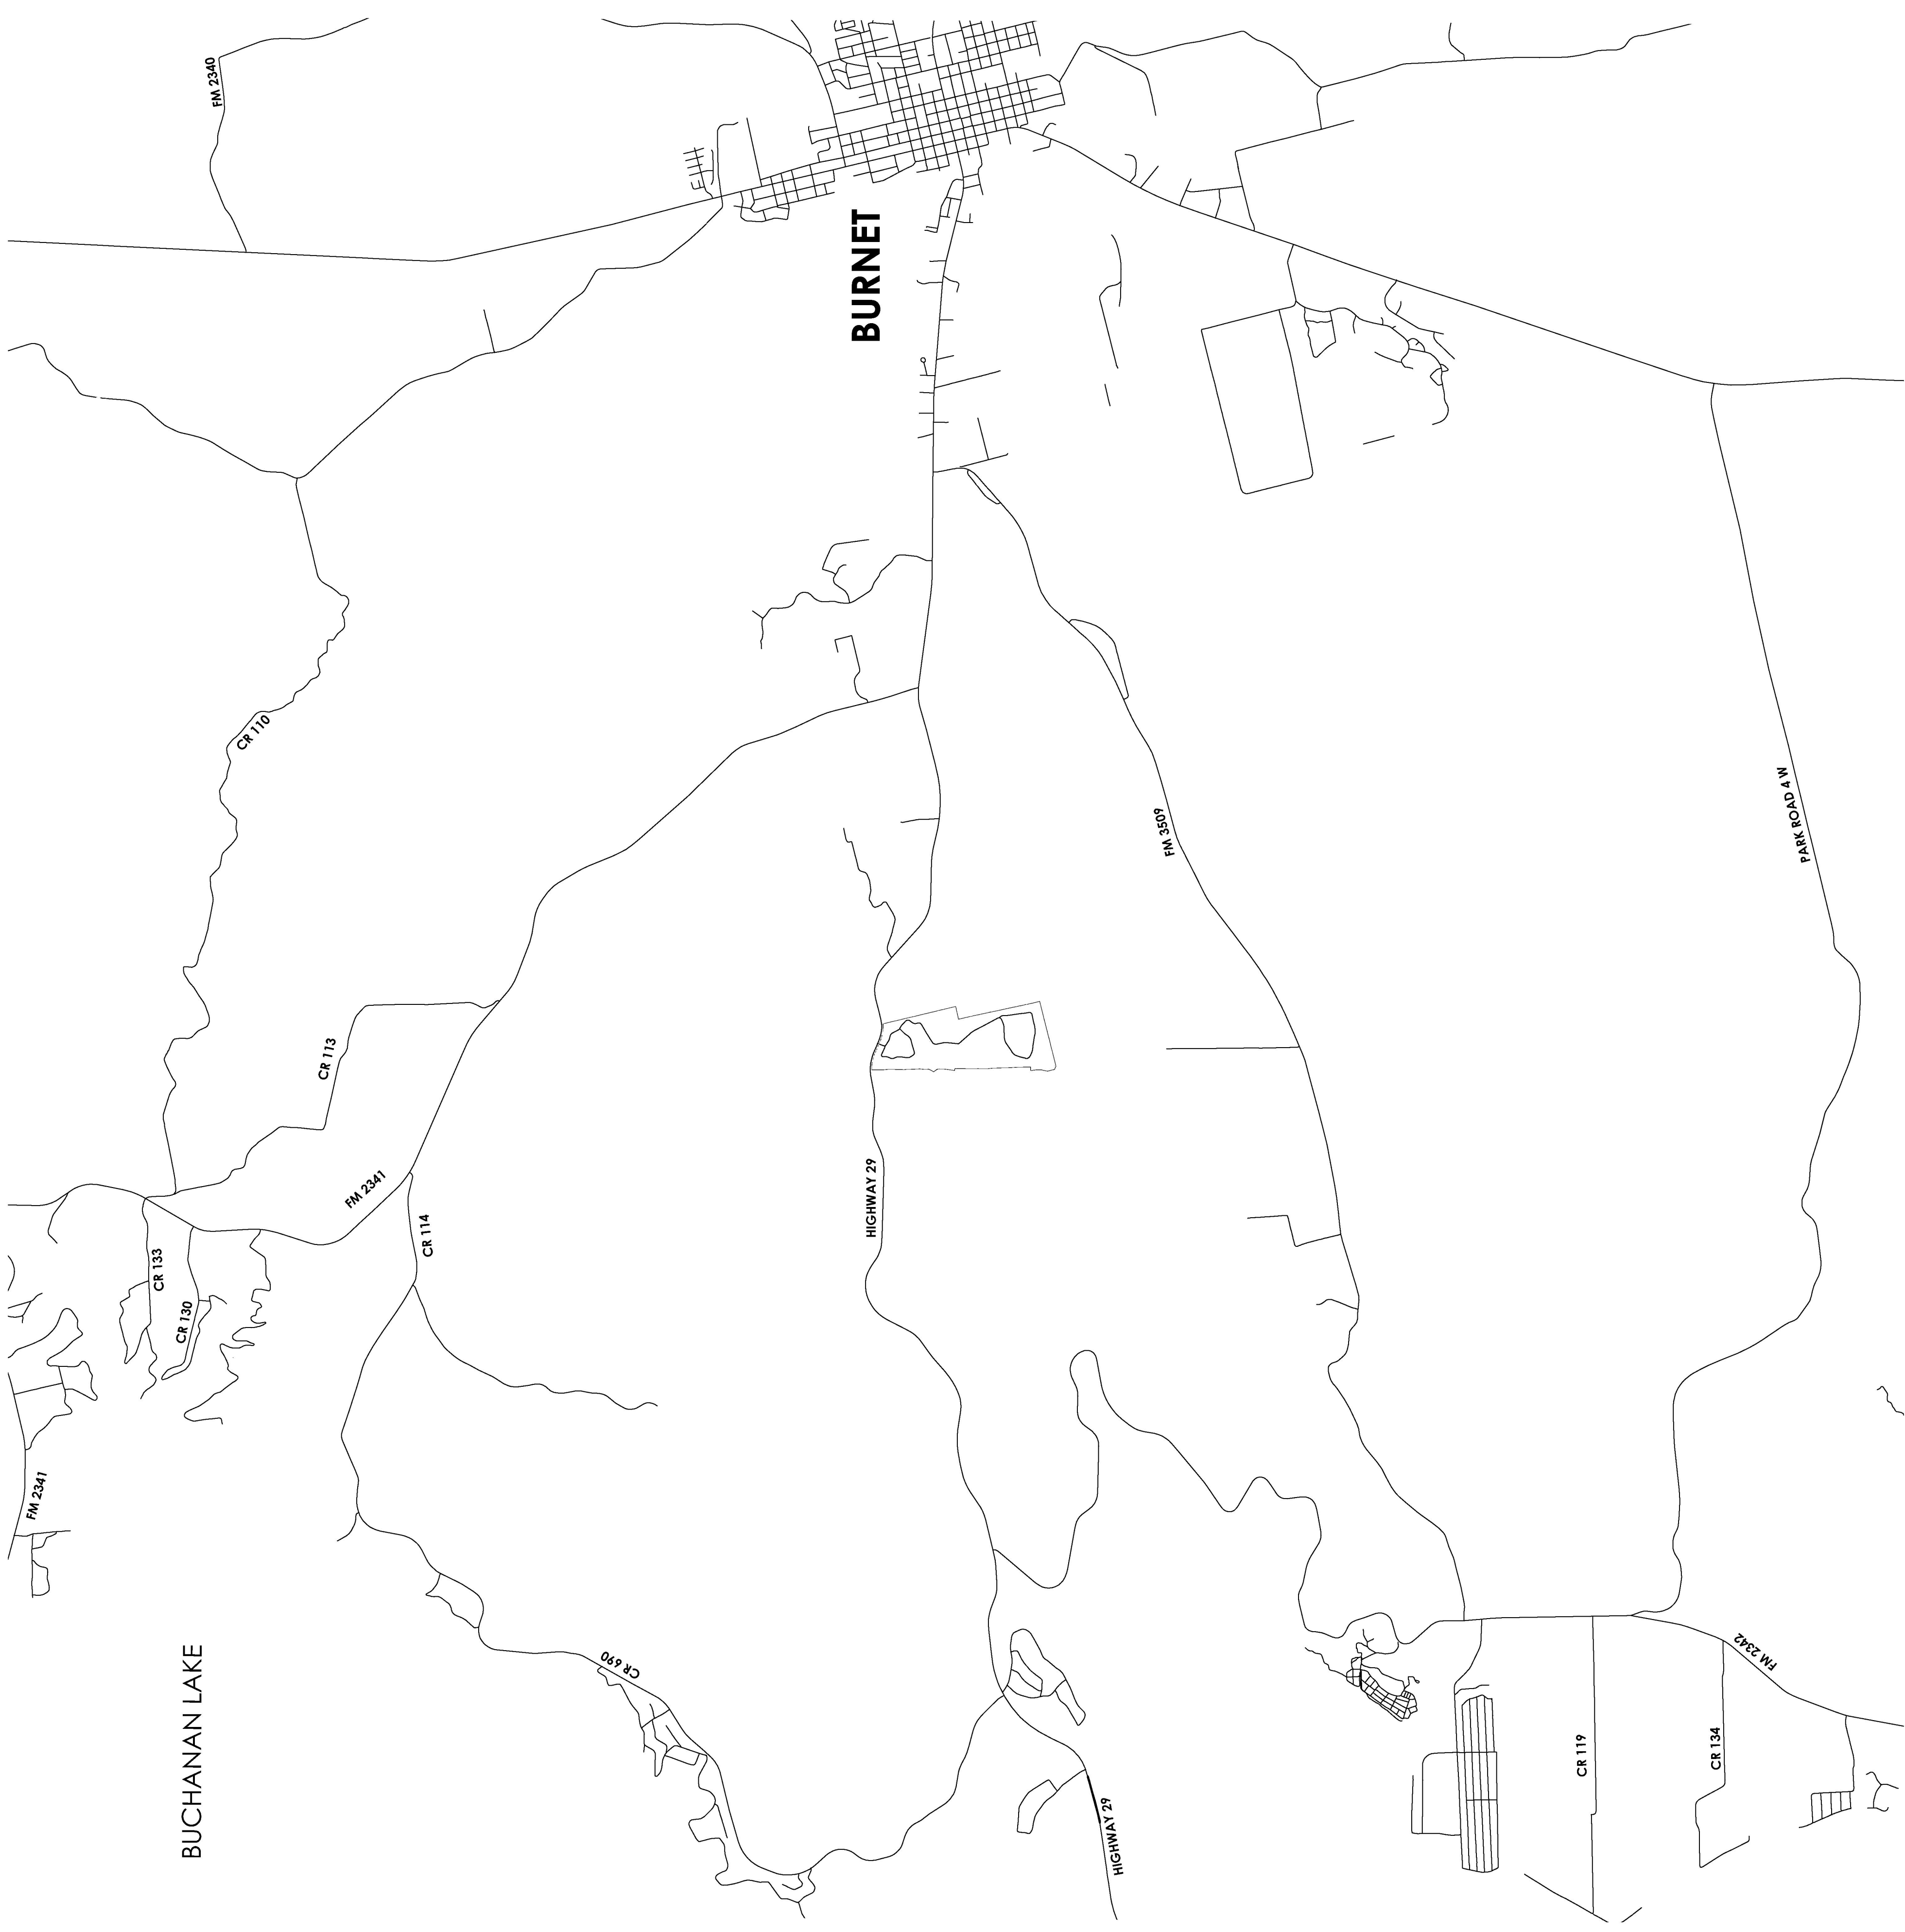 FM 2340
BURNET
CR 110
PARK ROAD 4 W
FM 3509
CR 113
FM 2341
CR 114
HIGHWAY 29
CR 133
CR 130
FM 2341
BUCHANAN LAKE
CR 690
FM 2342
CR 119
CR 134
HIGHWAY 29